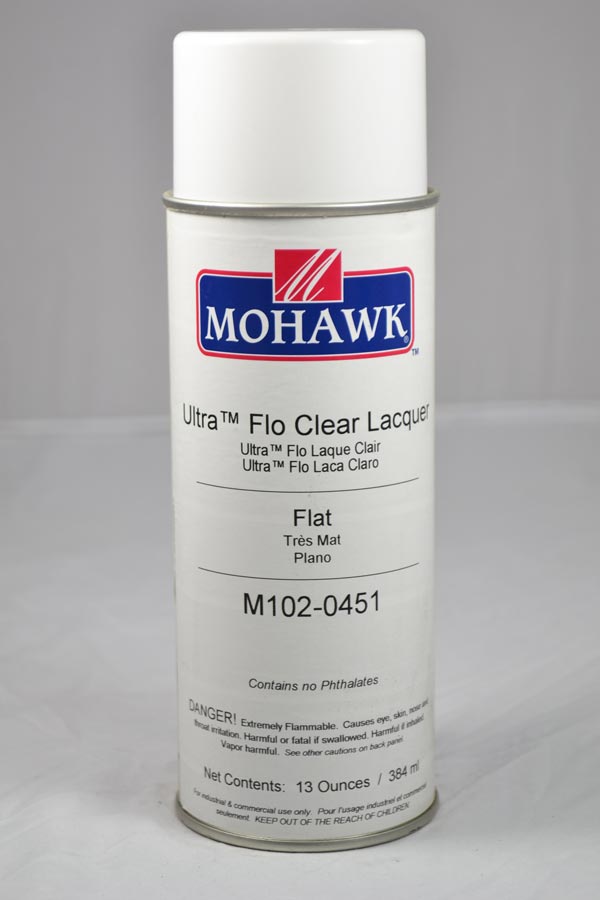 M
MOHAWK
™
Ultra™ Flo Clear Lacquer
Ultra™ Flo Laque Clair
Ultra™ Flo Laca Claro
Flat
Très Mat
Plano
M102-0451
Contains no Phthalates
DANGER! Extremely Flammable. Causes eye, skin, nose and
throat irritation. Harmful or fatal if swallowed. Harmful if inhaled.
Vapor harmful. See other cautions on back panel.
Net Contents: 13 Ounces / 384 ml
For industrial & commercial use only. Pour l'usage industriel et commercial
seulement. KEEP OUT OF THE REACH OF CHILDREN.